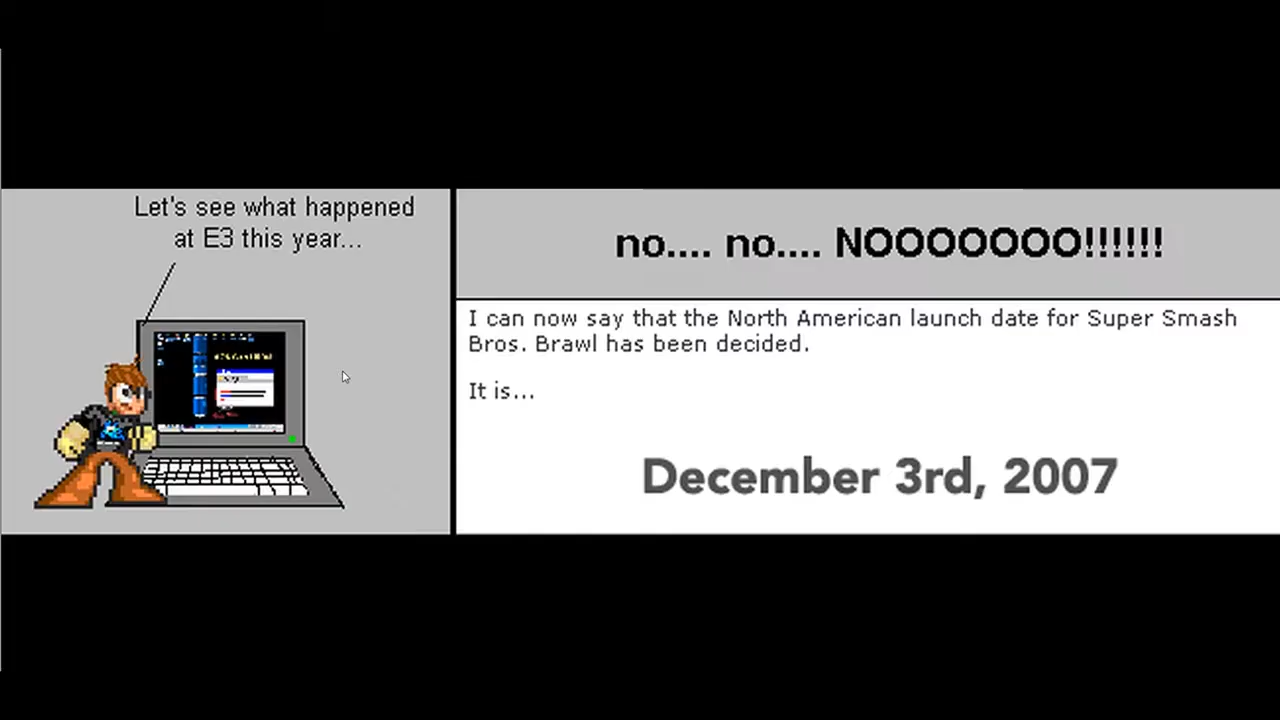 Let's see what happened
at E3 this year...
no.... no.... NOOOOOOO!!!!!!
I can now say that the North American launch date for Super Smash
Bros. Brawl has been decided.
It is...
December 3rd, 2007